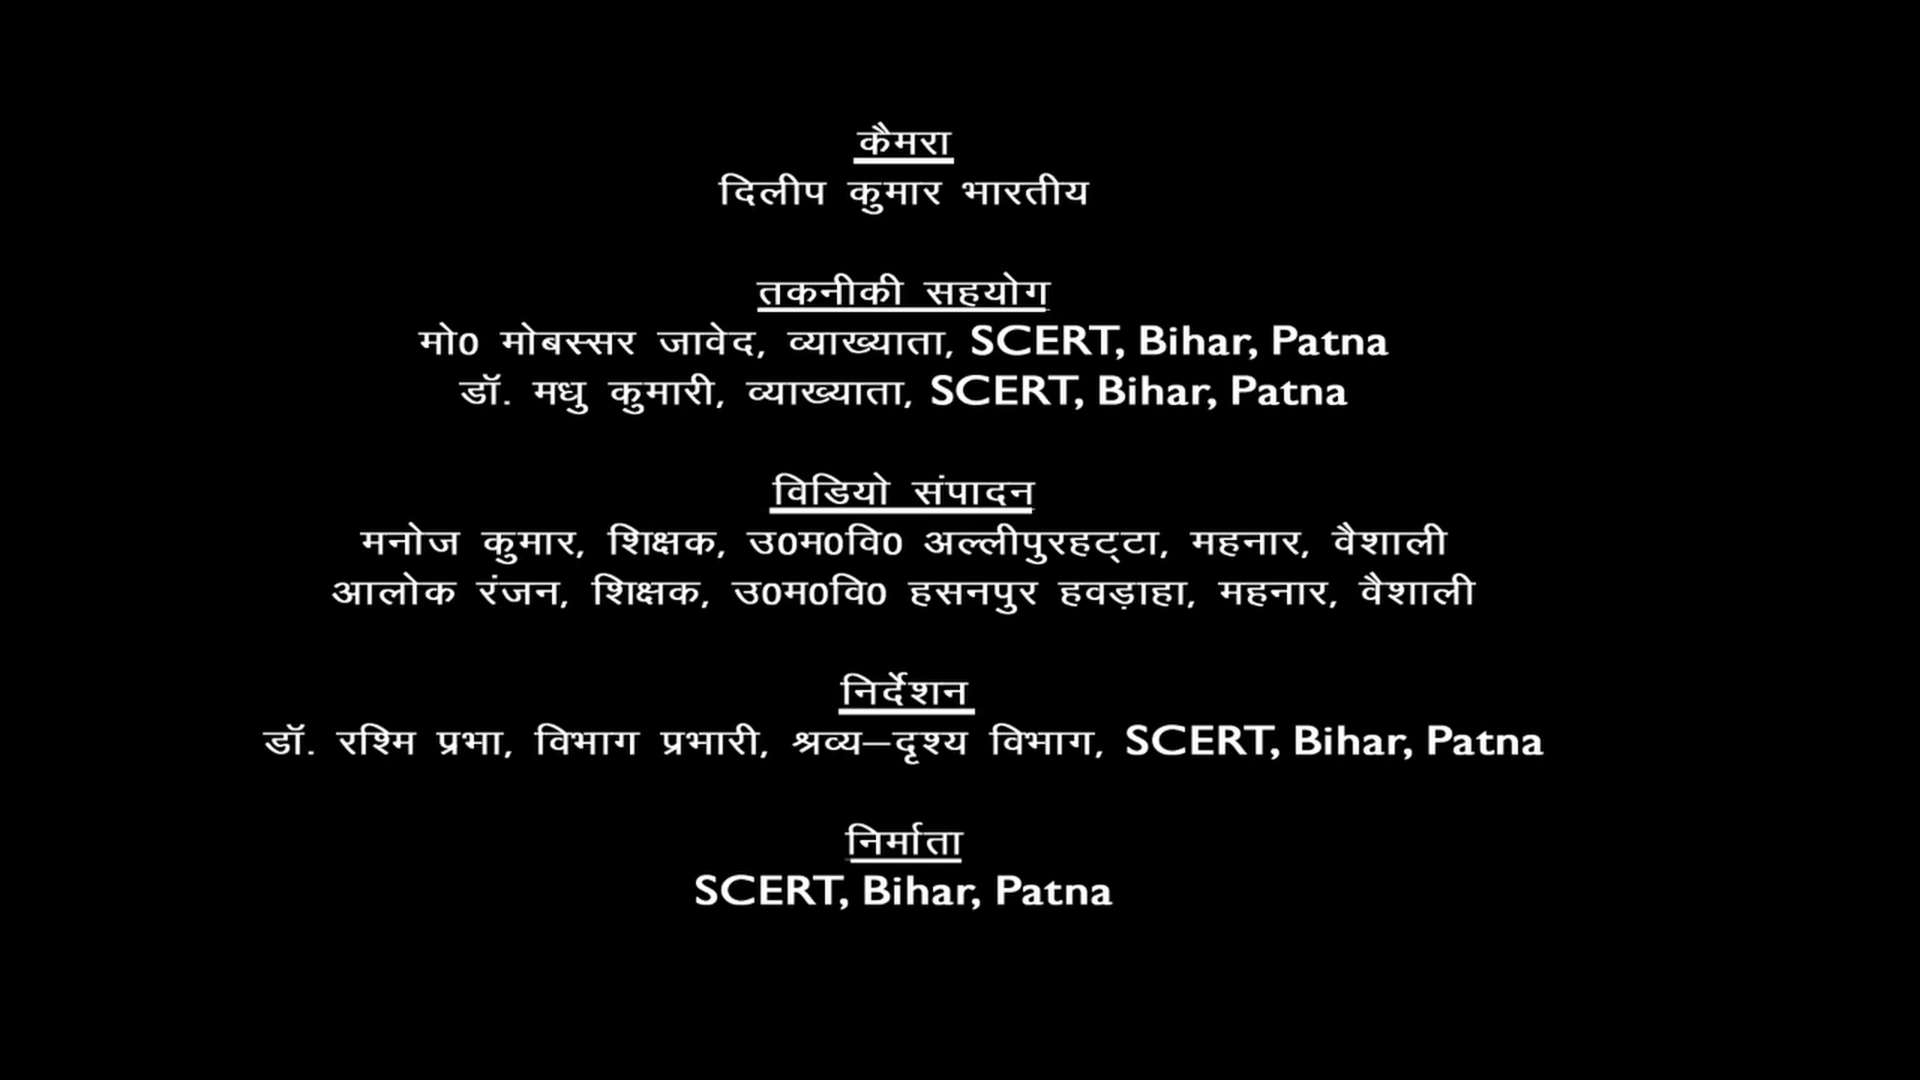 कैमरा
दिलीप कुमार भारतीय
तकनीकी सहयोग
मो0 मोबस्सर जावेद, व्याख्याता, SCERT, Bihar, Patna
डॉ. मधु कुमारी, व्याख्याता, SCERT, Bihar, Patna
विडियो संपादन
मनोज कुमार, शिक्षक, उ0म0वि0 अल्लीपुरहट्टा, महनार, वैशाली
आलोक रंजन, शिक्षक, उ0म0वि0 हसनपुर हवड़ाहा, महनार, वैशाली
निर्देशन
डॉ. रश्मि प्रभा, विभाग प्रभारी, श्रव्य–दृश्य विभाग, SCERT, Bihar, Patna
निर्माता
SCERT, Bihar, Patna